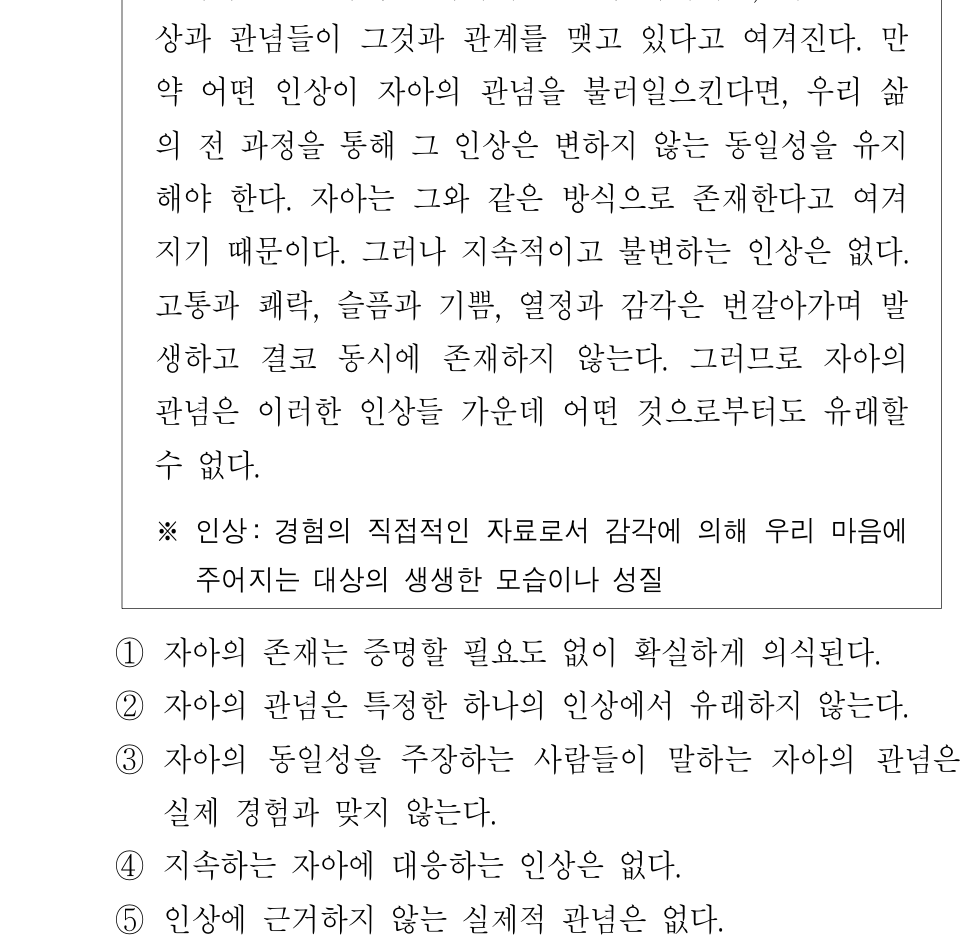 상과 관념들이 그것과 관계를 맺고 있다고 여겨진다. 만
약 어떤 인상이 자아의 관념을 불러일으킨다면, 우리 삶
의 전 과정을 통해 그 인상은 변하지 않는 동일성을 유지
해야 한다. 자아는 그와 같은 방식으로 존재한다고 여겨
지기 때문이다. 그러나 지속적이고 불변하는 인상은 없다.
고통과 쾌락, 슬픔과 기쁨, 열정과 감각은 번갈아가며 발
생하고 결코 동시에 존재하지 않는다. 그러므로 자아의
관념은 이러한 인상들 가운데 어떤 것으로부터도 유래할
수 없다.
※ 인상: 경험의 직접적인 자료로서 감각에 의해 우리 마음에
주어지는 대상의 생생한 모습이나 성질
① 자아의 존재는 증명할 필요도 없이 확실하게 의식된다.
② 자아의 관념은 특정한 하나의 인상에서 유래하지 않는다.
③ 자아의 동일성을 주장하는 사람들이 말하는 자아의 관념은
실제 경험과 맞지 않는다.
④ 지속하는 자아에 대응하는 인상은 없다.
⑤ 인상에 근거하지 않는 실제적 관념은 없다.